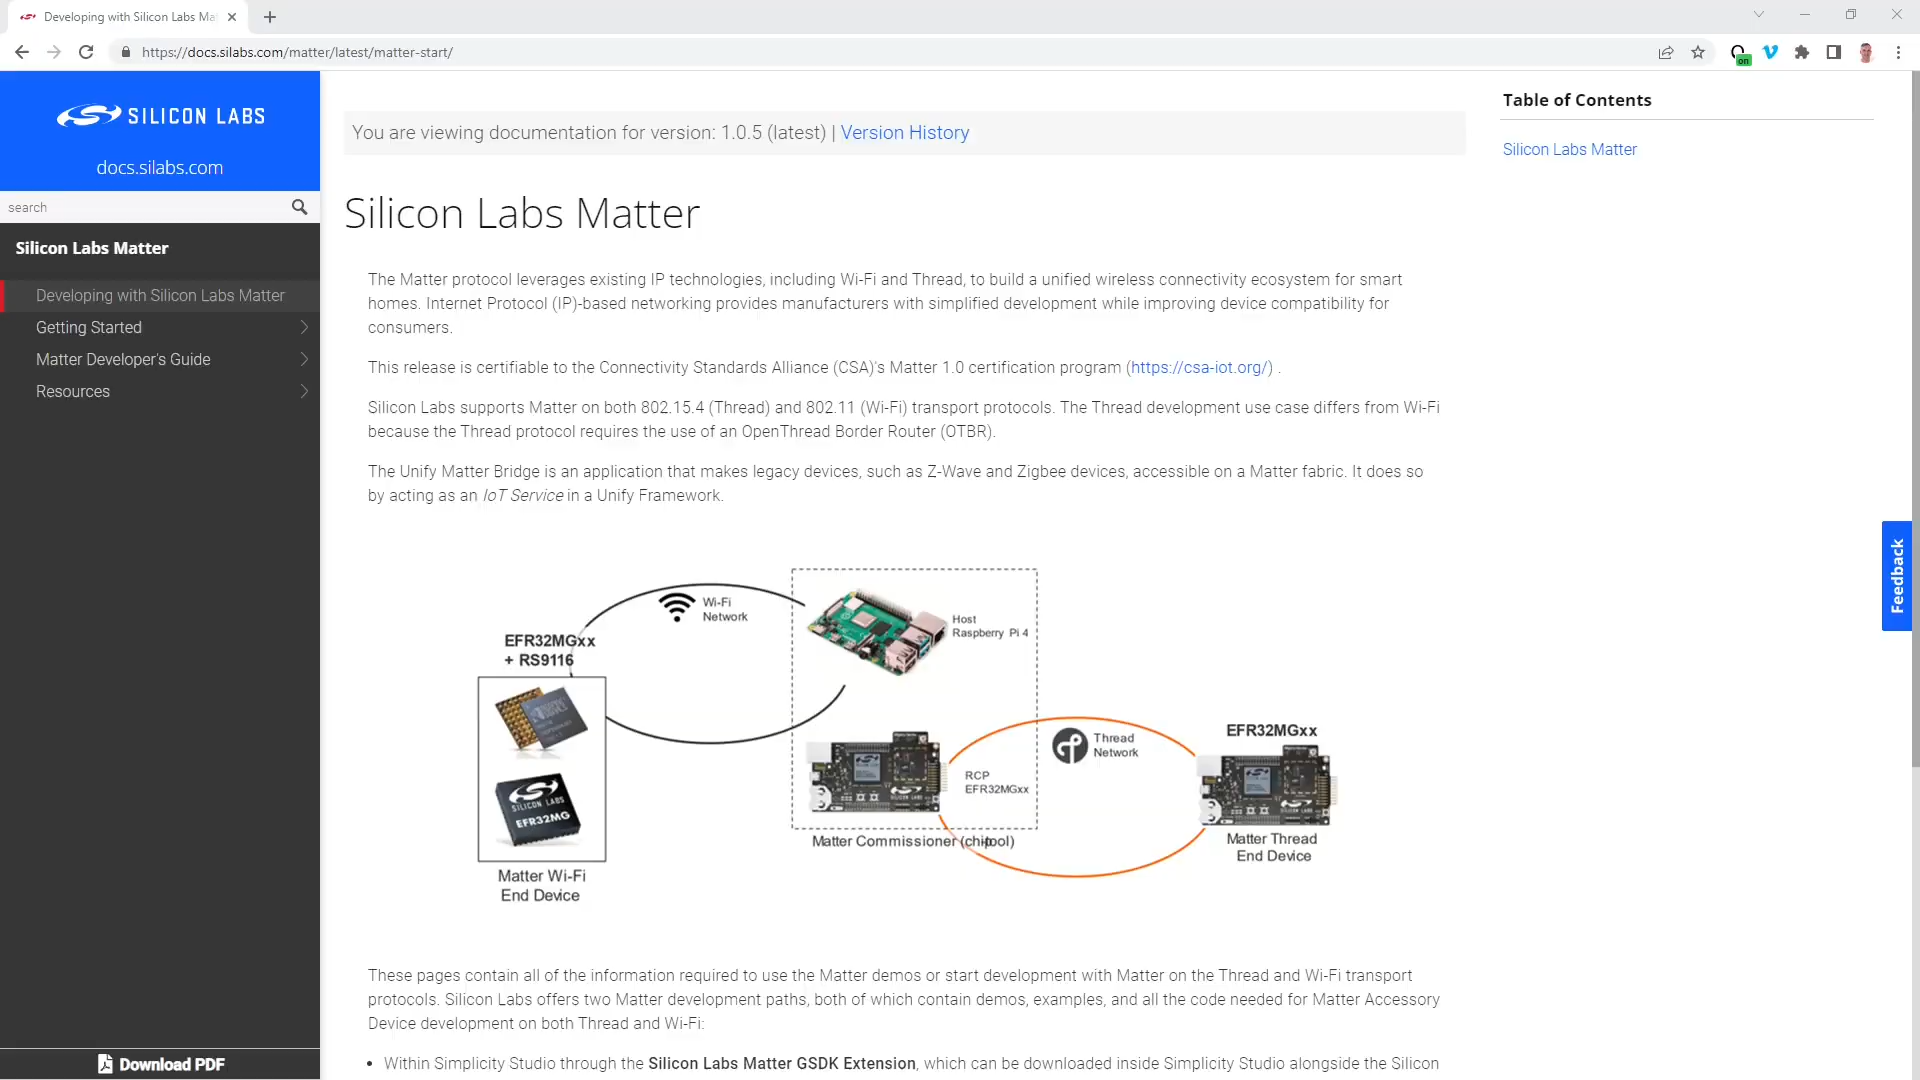 Developing with Silicon Labs Ma
https://docs.silabs.com/matter/latest/matter-start/
on
SILICON LABS
docs.silabs.com
search
Silicon Labs Matter
Developing with Silicon Labs Matter
Getting Started
Matter Developer's Guide
Resources
Download PDF
You are viewing documentation for version: 1.0.5 (latest) | Version History
Silicon Labs Matter
The Matter protocol leverages existing IP technologies, including Wi-Fi and Thread, to build a unified wireless connectivity ecosystem for smart
homes. Internet Protocol (IP)-based networking provides manufacturers with simplified development while improving device compatibility for
consumers.
This release is certifiable to the Connectivity Standards Alliance (CSA)'s Matter 1.0 certification program (https://csa-iot.org/) .
Silicon Labs supports Matter on both 802.15.4 (Thread) and 802.11 (Wi-Fi) transport protocols. The Thread development use case differs from Wi-Fi
because the Thread protocol requires the use of an OpenThread Border Router (OTBR).
The Unify Matter Bridge is an application that makes legacy devices, such as Z-Wave and Zigbee devices, accessible on a Matter fabric. It does so
by acting as an IoT Service in a Unify Framework.
Wi-Fi
Network
EFR32MGxx
+ RS9116
SILICON LABS
EFR32MG
Matter Wi-Fi
End Device
Host
Raspberry Pi 4
RCP
EFR32MGxx
SILICON LABS
Matter Commissioner (chip-tool)
Thread
Network
EFR32MGxx
SILICON LABS
Matter Thread
End Device
These pages contain all of the information required to use the Matter demos or start development with Matter on the Thread and Wi-Fi transport
protocols. Silicon Labs offers two Matter development paths, both of which contain demos, examples, and all the code needed for Matter Accessory
Device development on both Thread and Wi-Fi:
• Within Simplicity Studio through the Silicon Labs Matter GSDK Extension, which can be downloaded inside Simplicity Studio alongside the Silicon
Table of Contents
Silicon Labs Matter
Feedback